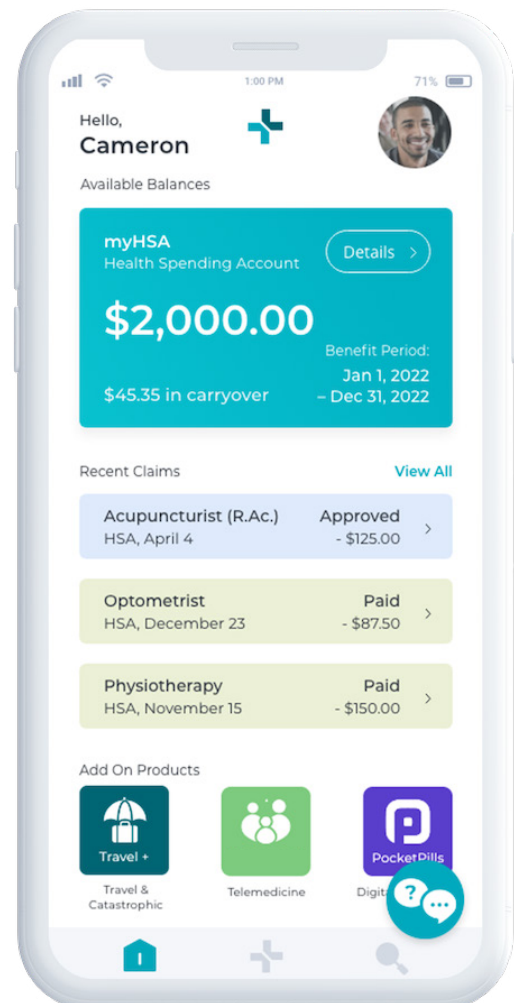 1:00 PM
71%
Hello,
Cameron
Available Balances
myHSA
Health Spending Account
Details >
$2,000.00
Benefit Period:
Jan 1, 2022
– Dec 31, 2022
$45.35 in carryover
Recent Claims
View All
Acupuncturist (R.Ac.) Approved
HSA, April 4 - $125.00
Optometrist Paid
HSA, December 23 - $87.50
Physiotherapy Paid
HSA, November 15 - $150.00
Add On Products
Travel +
PocketPills
Travel &
Catastrophic
Telemedicine
?